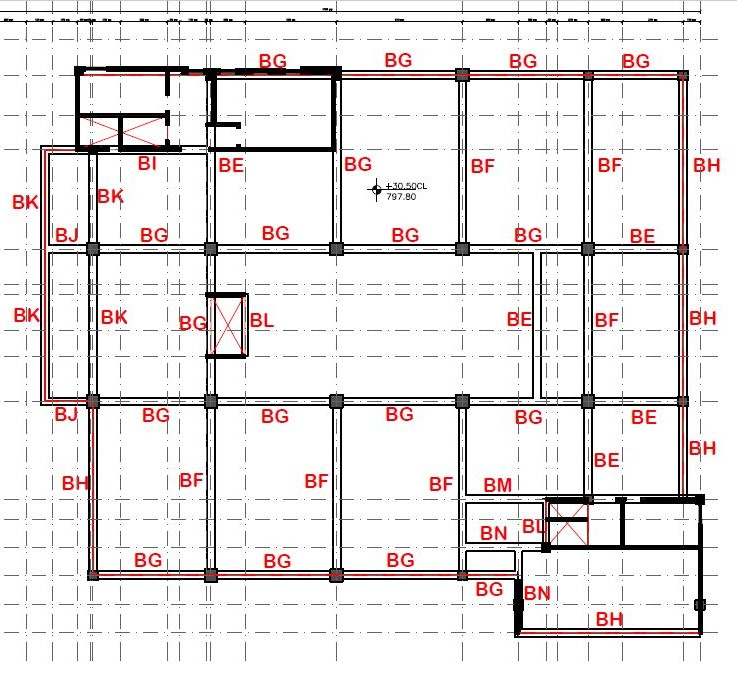 BG BG BG BG
BI BE BG BF BF BH
+30.50CL
797.80
BK BK
BJ BG BG BG BG BE
BK BK BG BL BE BF BH
BJ BG BG BG BG BE
BH BF BF BF BM BE BH
BN BL
BG BG BG
BG BN
BH